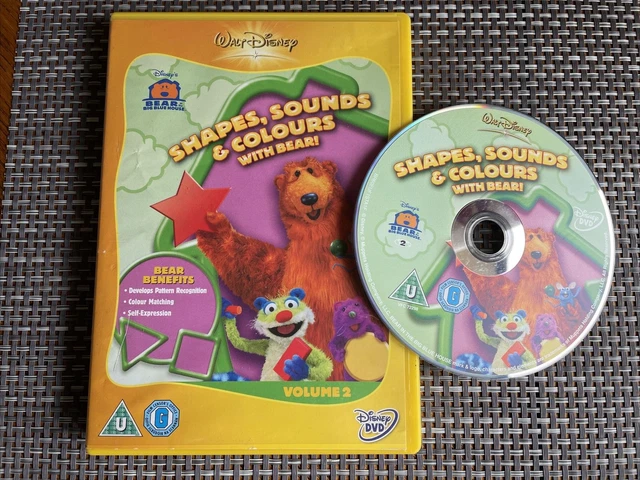 WALT DISNEY
Disney's
BEAR IN THE
BIG BLUE HOUSE
SHAPES, SOUNDS
& COLOURS
WITH BEAR!
BEAR
BENEFITS
• Develops Pattern Recognition
• Colour Matching
• Self-Expression
VOLUME 2
U
G
Disney
DVD
WALT DISNEY
SHAPES, SOUNDS
& COLOURS
WITH BEAR!
Disney's
BEAR IN THE
BIG BLUE HOUSE
2
Disney
DVD
U
G